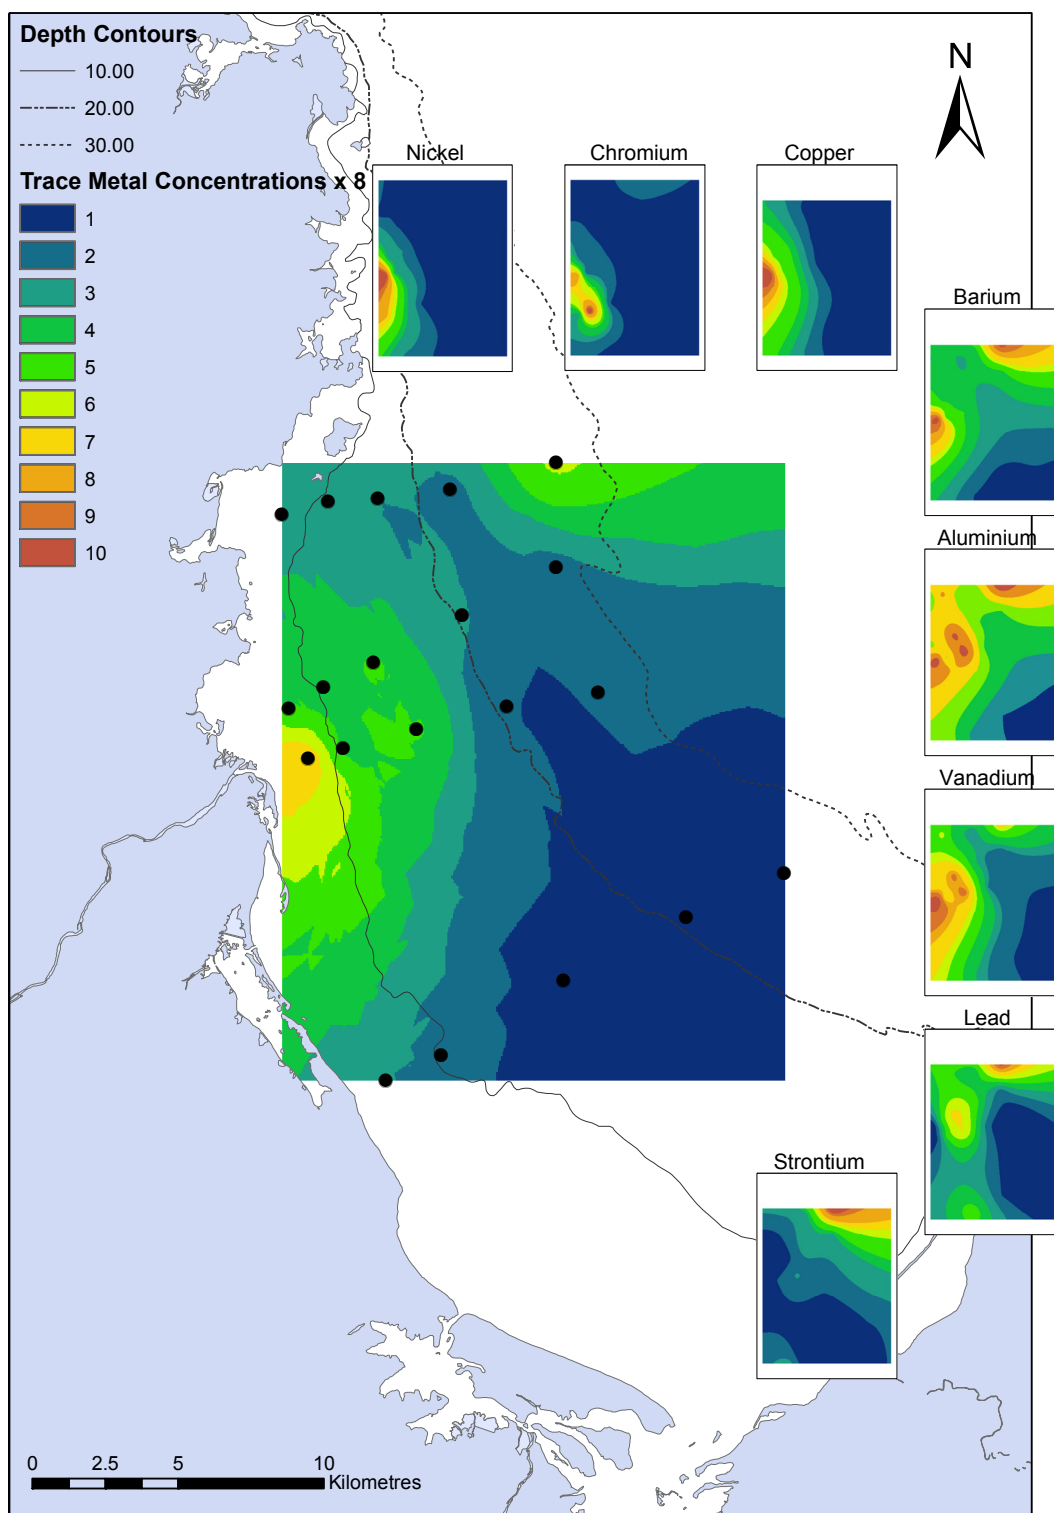 Depth Contours
10.00
20.00
30.00
Trace Metal Concentrations x 8
1
2
3
4
5
6
7
8
9
10
N
Nickel
Chromium
Copper
Barium
Aluminium
Vanadium
Lead
Strontium
0 2.5 5 10
Kilometres